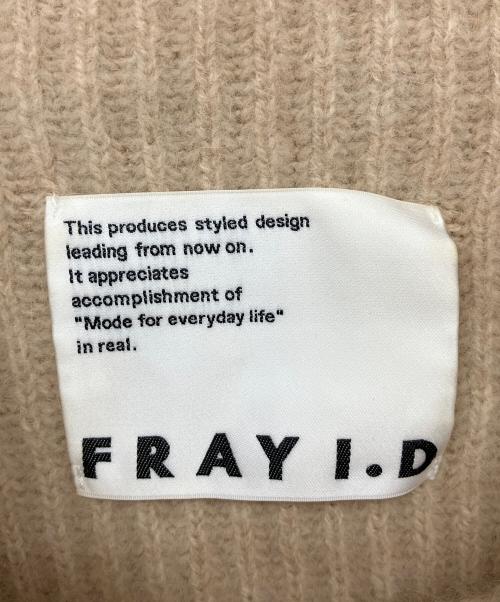 This produces styled design
leading from now on.
It appreciates
accomplishment of
"Mode for everyday life"
in real.
FRAY I.D